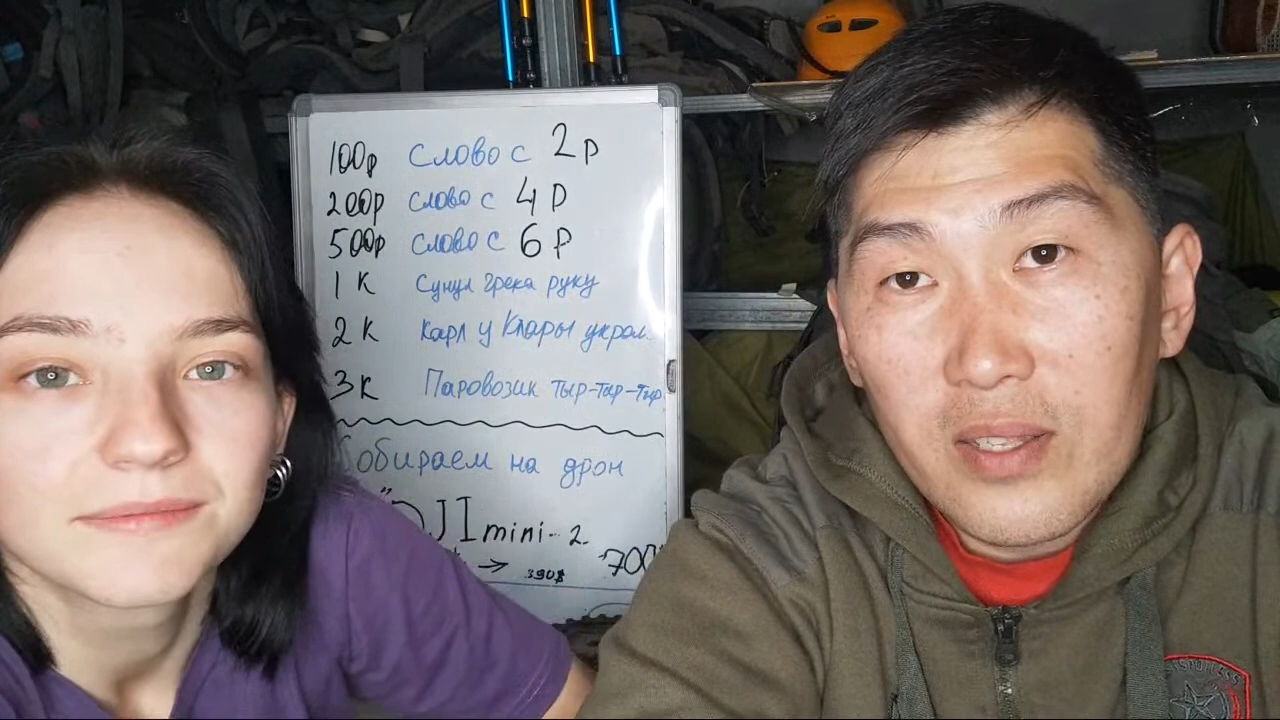 100р слово с 2 р
200р слово с 4 р
500р слово с 6 р
1 К Сунул грека руку
2 К Карл у Клары украл
3 К Паровозик тыр-тыр-тыр
Собираем на дрон
"DJI mini 2
→ 390$ 700